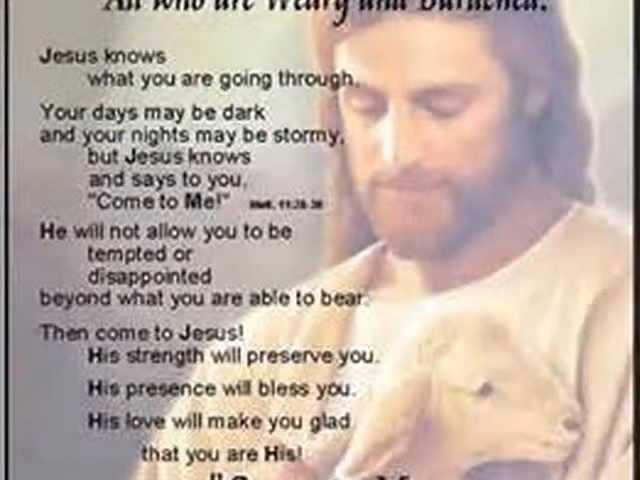 All who are Weary and Burdened.
Jesus knows
what you are going through.
Your days may be dark
and your nights may be stormy,
but Jesus knows
and says to you,
"Come to Me!"
He will not allow you to be
tempted or
disappointed
beyond what you are able to bear.
Then come to Jesus!
His strength will preserve you.
His presence will bless you.
His love will make you glad
that you are His!